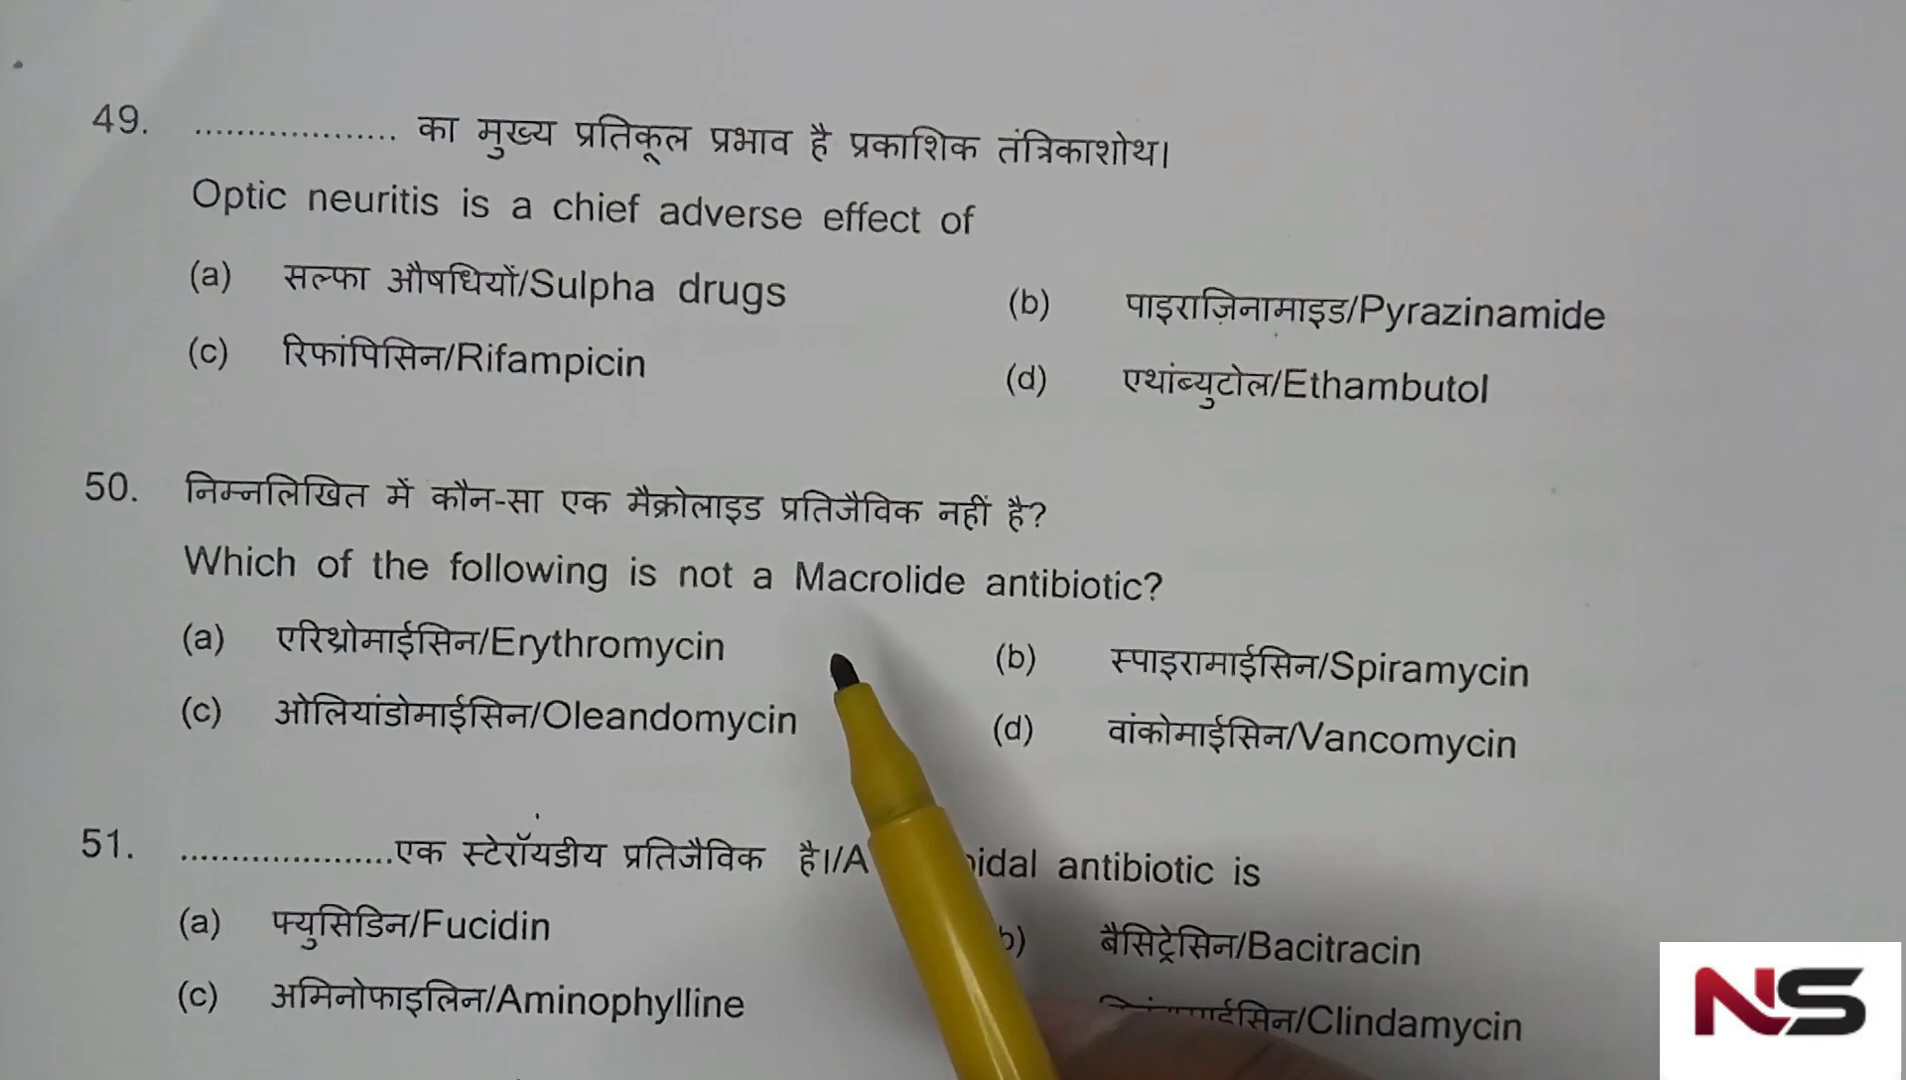 49. ................... का मुख्य प्रतिकूल प्रभाव है प्रकाशिक तंत्रिकाशोथ।
Optic neuritis is a chief adverse effect of
(a) सल्फा औषधियों/Sulpha drugs (b) पाइराज़िनामाइड/Pyrazinamide
(c) रिफांपिसिन/Rifampicin (d) एथांब्युटोल/Ethambutol
50. निम्नलिखित में कौन-सा एक मैक्रोलाइड प्रतिजैविक नहीं है?
Which of the following is not a Macrolide antibiotic?
(a) एरिथ्रोमाईसिन/Erythromycin (b) स्पाइरामाईसिन/Spiramycin
(c) ओलियांडोमाईसिन/Oleandomycin (d) वांकोमाईसिन/Vancomycin
51. ....................एक स्टेरॉयडीय प्रतिजैविक है।/A antibiotic is
(a) फ्युसिडिन/Fucidin b) बैसिट्रेसिन/Bacitracin
(c) अमिनोफाइलिन/Aminophylline /Clindamycin
NS